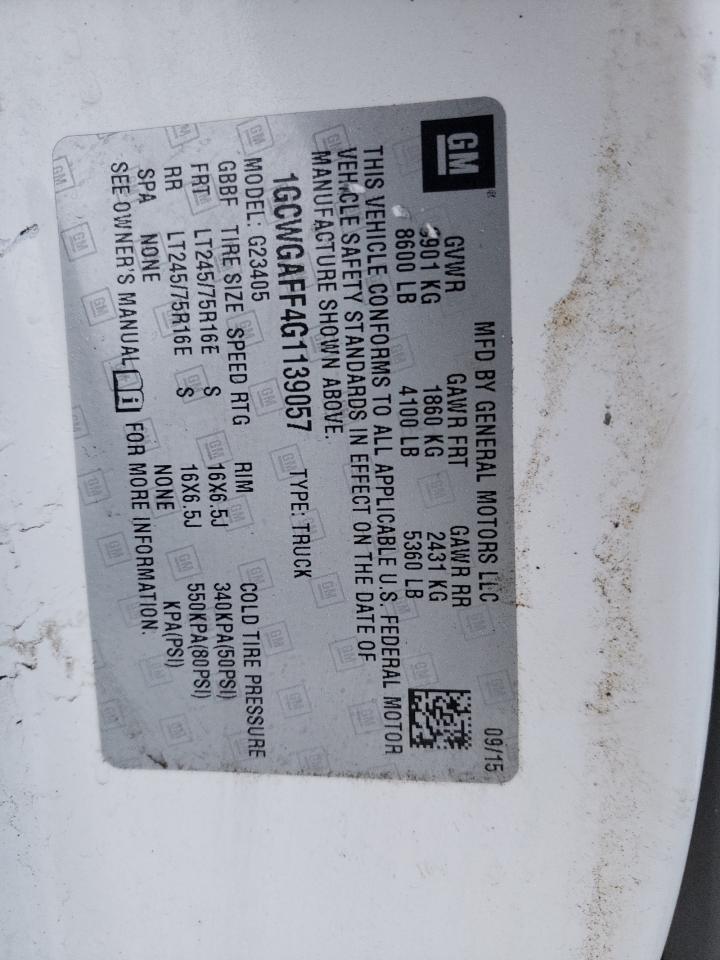 GM
MFD BY GENERAL MOTORS LLC 09/15
GVWR GAWR FRT GAWR RR
3901 KG 1860 KG 2431 KG
8600 LB 4100 LB 5360 LB
THIS VEHICLE CONFORMS TO ALL APPLICABLE U.S. FEDERAL MOTOR
VEHICLE SAFETY STANDARDS IN EFFECT ON THE DATE OF
MANUFACTURE SHOWN ABOVE.
1GCWGAFF4G1139057 TYPE: TRUCK
MODEL: G23405
GBBF TIRE SIZE SPEED RTG RIM COLD TIRE PRESSURE
FRT LT245/75R16E S 16X6.5J 340KPA(50PSI)
RR LT245/75R16E S 16X6.5J 550KPA(80PSI)
SPA NONE NONE KPA(PSI)
SEE OWNER'S MANUAL i FOR MORE INFORMATION.